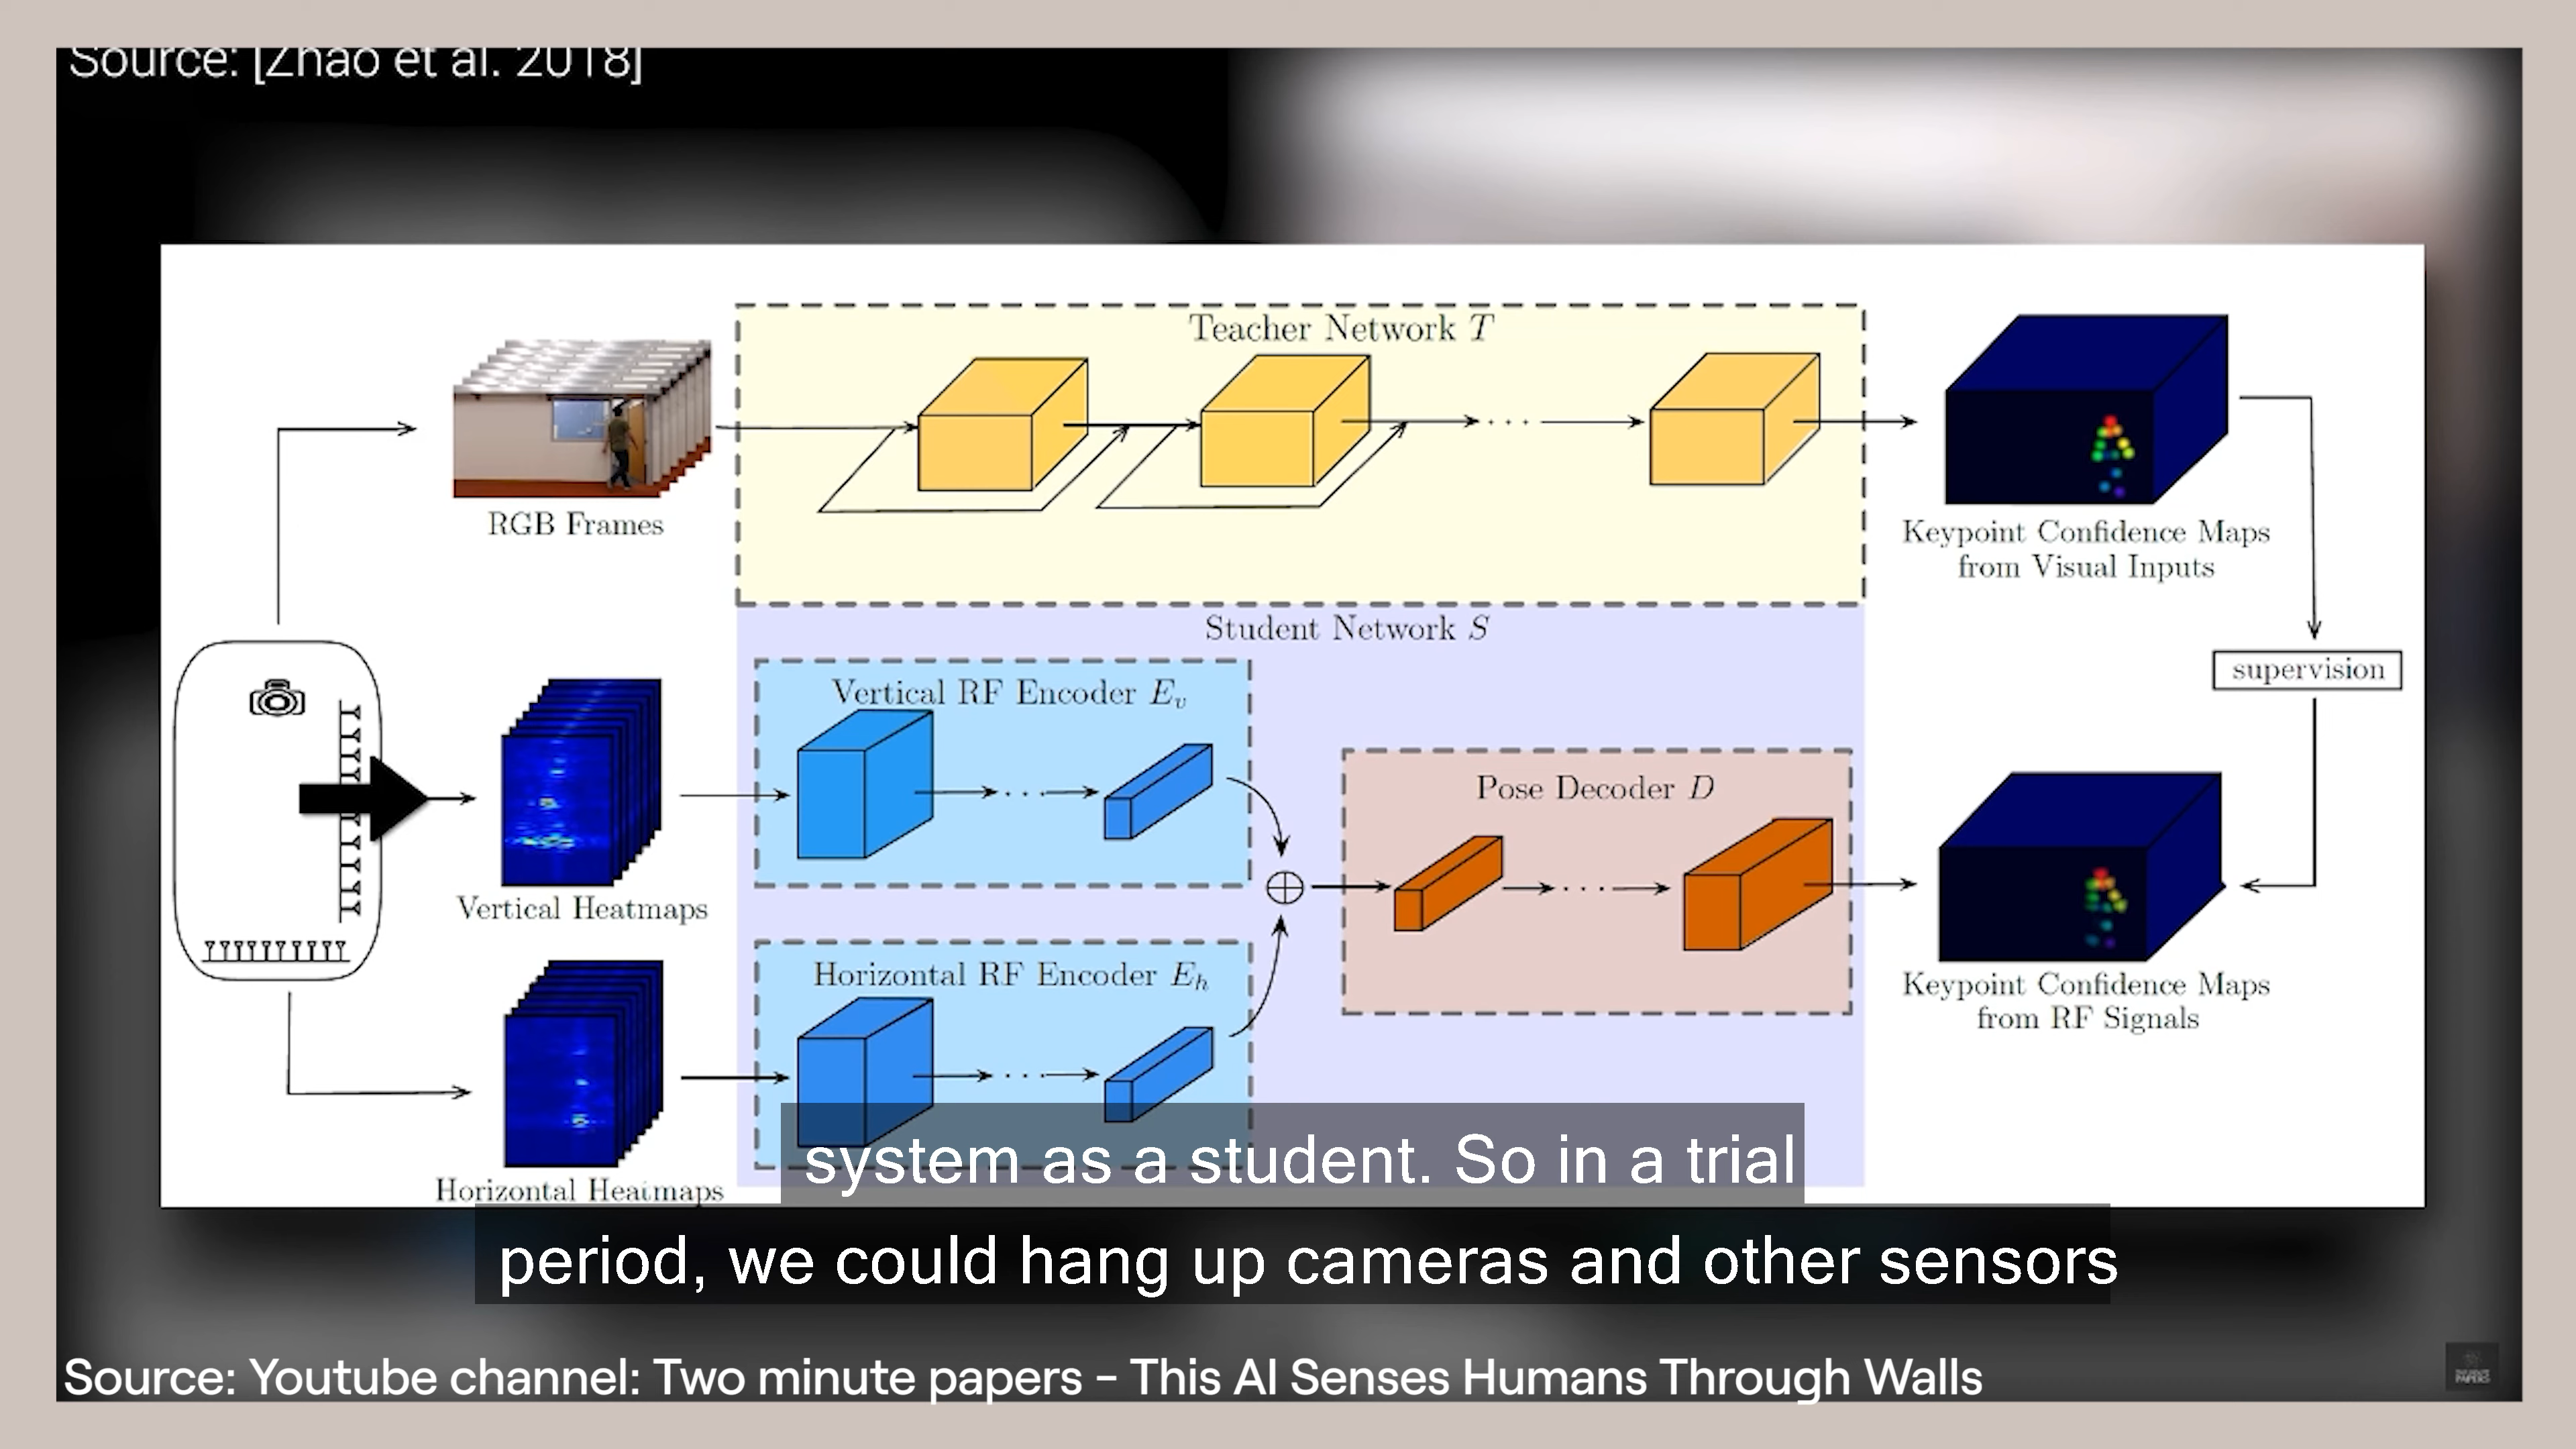 Source: [Zhao et al. 2018]
Teacher Network T
RGB Frames
Keypoint Confidence Maps
from Visual Inputs
Student Network S
supervision
Vertical RF Encoder Ev
Vertical Heatmaps
Pose Decoder D
Horizontal RF Encoder Eh
Keypoint Confidence Maps
from RF Signals
Horizontal Heatmaps
system as a student. So in a trial
period, we could hang up cameras and other sensors
Source: Youtube channel: Two minute papers – This AI Senses Humans Through Walls